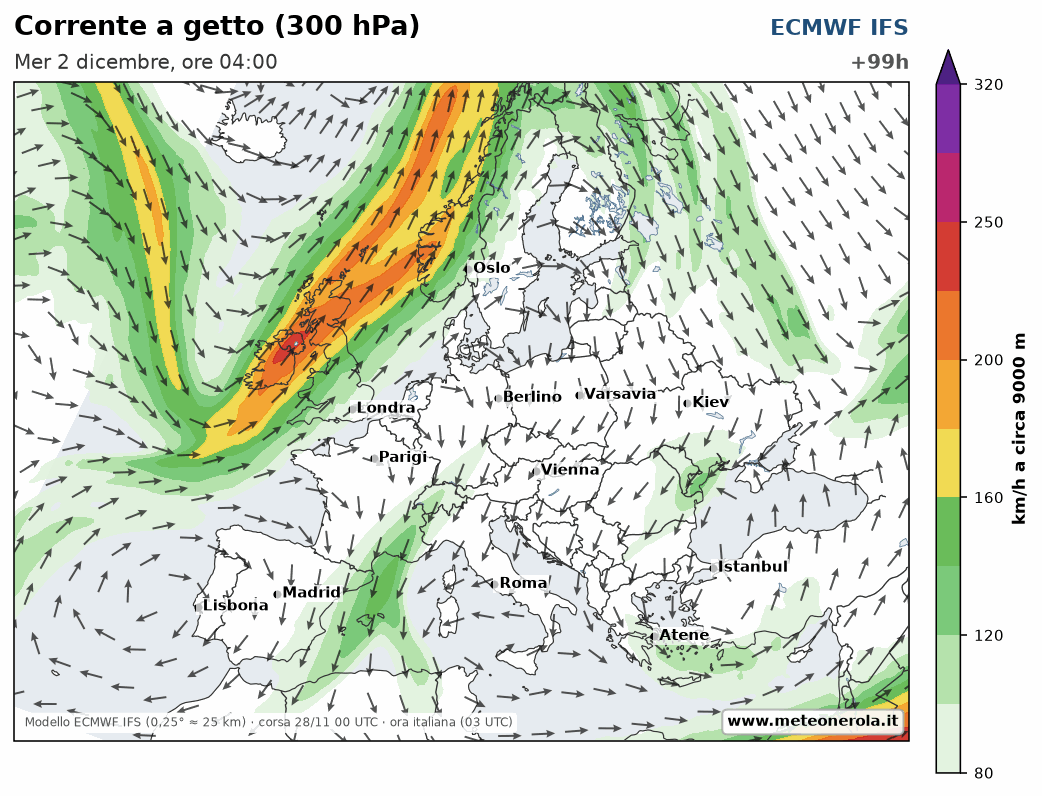 Corrente a getto (300 hPa)
ECMWF IFS
Mer 2 dicembre, ore 04:00
+99h
320
250
200
160
120
80
km/h a circa 9000 m
Oslo
Berlino
Varsavia
Kiev
Londra
Parigi
Vienna
Istanbul
Roma
Madrid
Lisbona
Atene
Modello ECMWF IFS (0,25° ≈ 25 km) · corsa 28/11 00 UTC · ora italiana (03 UTC)
www.meteonerola.it